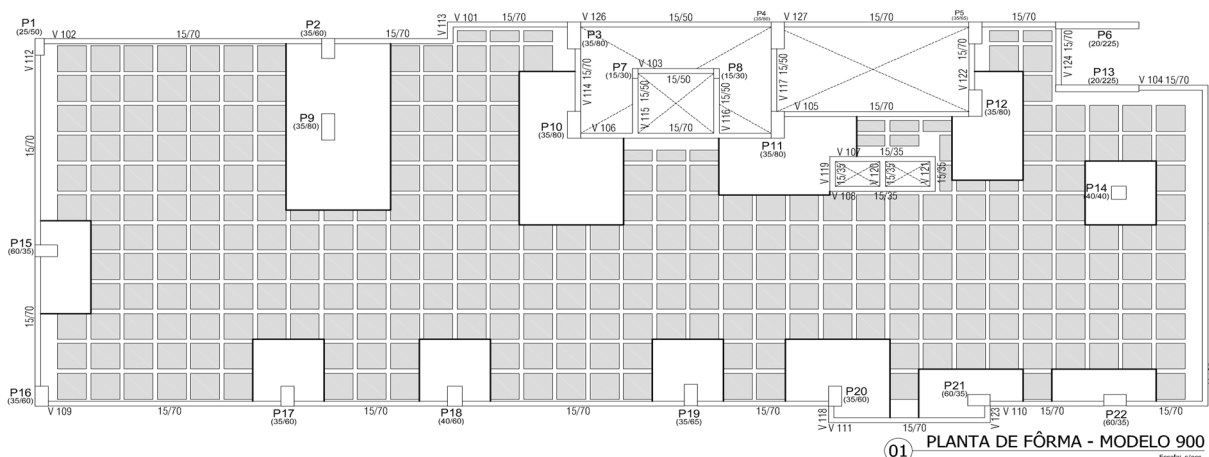 P1
(25/50)
V 102
15/70
P2
(35/60)
15/70
V 113
V 101
15/70
V 126
P3
(35/80)
15/50
P4
(35/60)
V 127
15/70
P5
(35/65)
15/70
P6
(20/225)
V 112
15/70
V 124
15/70
P13
(20/225)
V 104
15/70
P7
(15/30)
V 103
15/50
P8
(15/30)
V 114
15/70
V 115
15/50
V 116
15/50
V 117
15/50
V 122
15/70
P9
(35/80)
P10
(35/80)
V 106
15/70
P11
(35/80)
V 105
15/70
P12
(35/80)
V 107
15/35
V 119
15/35
V 120
15/35
V 121
15/35
V 108
15/35
P14
(40/40)
P15
(60/35)
15/70
P16
(35/60)
V 109
15/70
P17
(35/60)
15/70
P18
(40/60)
15/70
P19
(35/65)
15/70
P20
(35/60)
V 118
V 111
15/70
P21
(60/35)
V 123
V 110
15/70
P22
(60/35)
15/70
01
PLANTA DE FÔRMA - MODELO 900